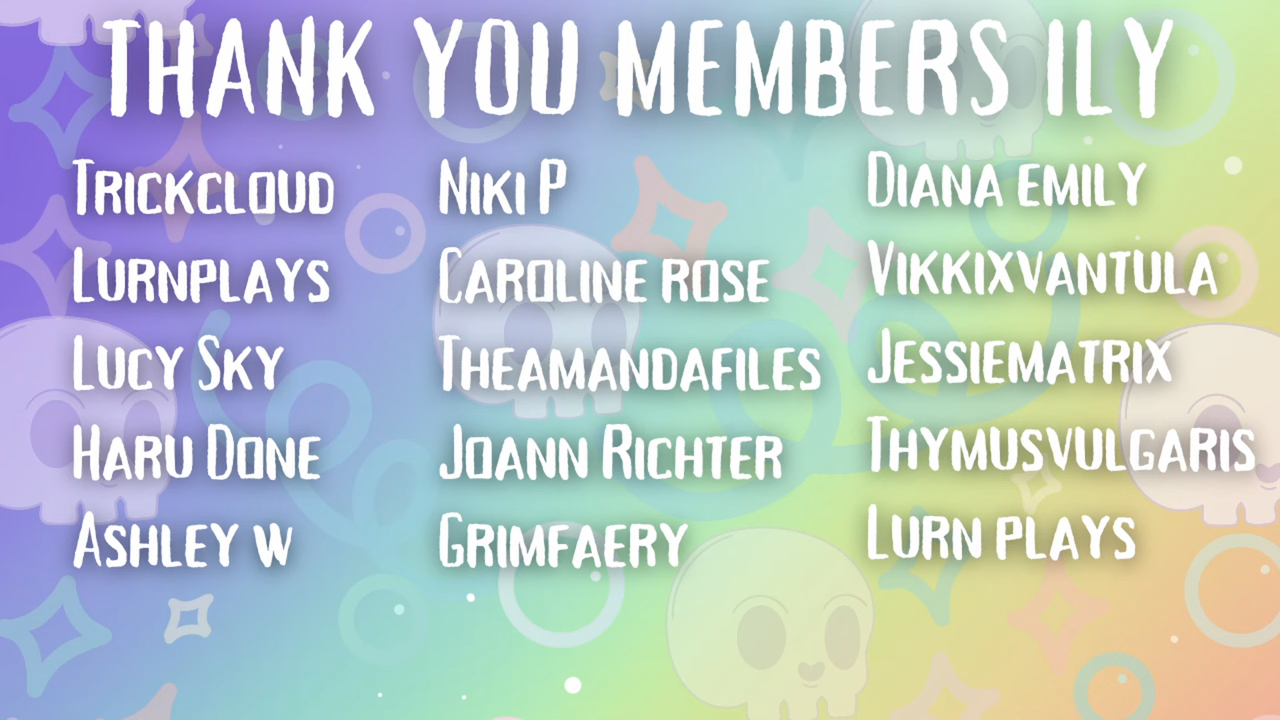 THANK YOU MEMBERS ILY
Trickcloud
Lurnplays
Lucy Sky
Haru Done
Ashley w
Niki P
Caroline rose
Theamandafiles
Joann Richter
Grimfaery
Diana emily
Vikkixvantula
Jessiematrix
Thymusvulgaris
Lurn plays